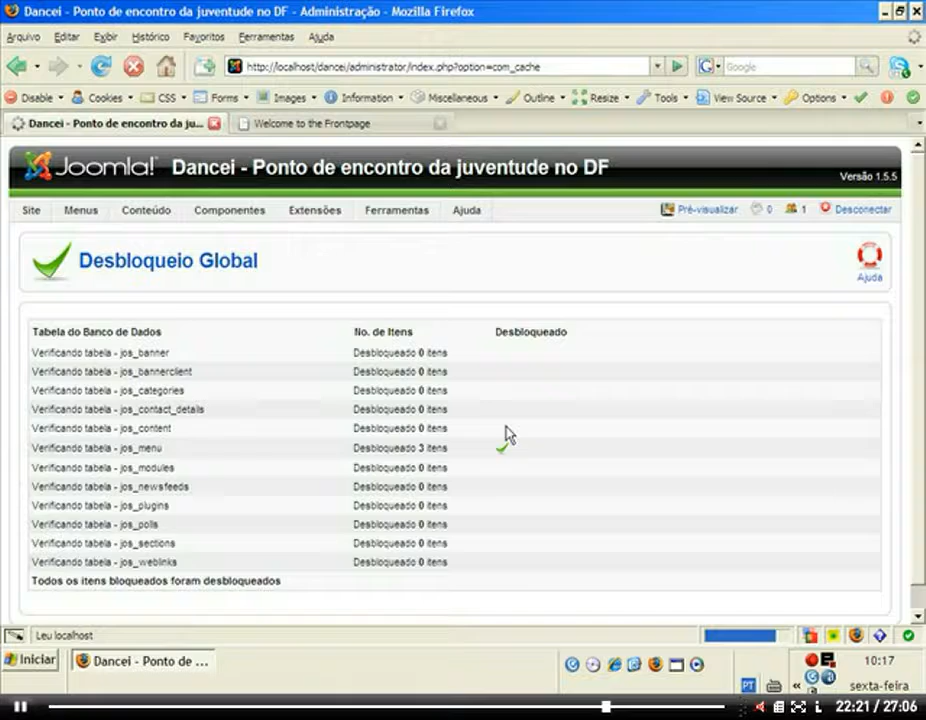 Dancei - Ponto de encontro da juventude no DF - Administração - Mozilla Firefox
Arquivo Editar Exibir Histórico Favoritos Ferramentas Ajuda
http://localhost/dancei/administrator/index.php?option=com_cache
Google
Disable Cookies CSS Forms Images Information Miscellaneous Outline Resize Tools View Source Options
Dancei - Ponto de encontro da ju... Welcome to the Frontpage
Joomla! Dancei - Ponto de encontro da juventude no DF
Versão 1.5.5
Site Menus Conteúdo Componentes Extensões Ferramentas Ajuda Pré-visualizar 0 1 Desconectar
Desbloqueio Global
Ajuda
Tabela do Banco de Dados No. de Itens Desbloqueado
Verificando tabela - jos_banner Desbloqueado 0 itens
Verificando tabela - jos_bannerclient Desbloqueado 0 itens
Verificando tabela - jos_categories Desbloqueado 0 itens
Verificando tabela - jos_contact_details Desbloqueado 0 itens
Verificando tabela - jos_content Desbloqueado 0 itens
Verificando tabela - jos_menu Desbloqueado 3 itens
Verificando tabela - jos_modules Desbloqueado 0 itens
Verificando tabela - jos_newsfeeds Desbloqueado 0 itens
Verificando tabela - jos_plugins Desbloqueado 0 itens
Verificando tabela - jos_polls Desbloqueado 0 itens
Verificando tabela - jos_sections Desbloqueado 0 itens
Verificando tabela - jos_weblinks Desbloqueado 0 itens
Todos os itens bloqueados foram desbloqueados
Leu localhost
Iniciar Dancei - Ponto de ... 10:17
PT « sexta-feira
22:21 / 27:06